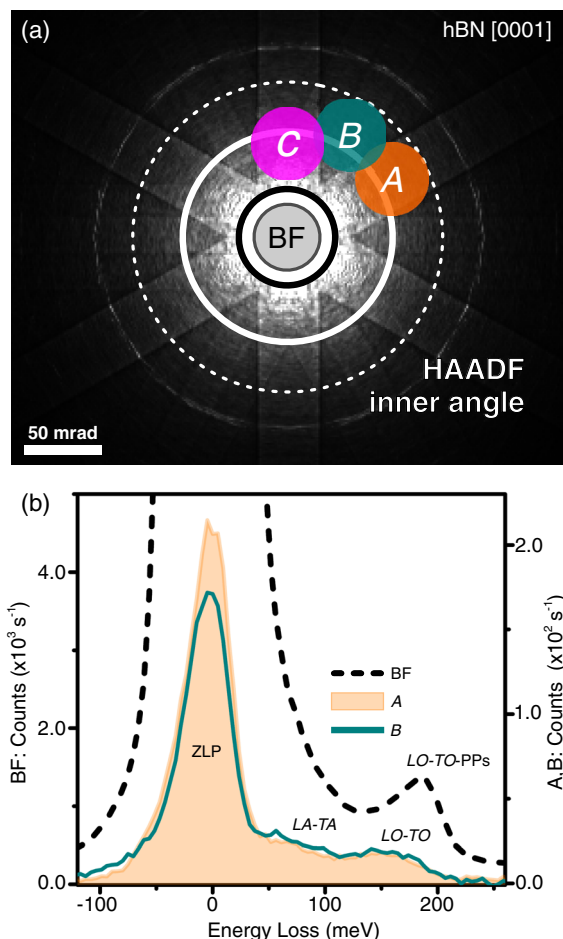 (a)
hBN [0001]
C
B
A
BF
HAADF
inner angle
50 mrad
(b)
BF: Counts (x10³ s⁻¹)
4.0
2.0
0.0
2.0
1.0
0.0
A,B: Counts (x10² s⁻¹)
BF
A
B
ZLP
LO-TO-PPs
LA-TA
LO-TO
-100
0
100
200
Energy Loss (meV)